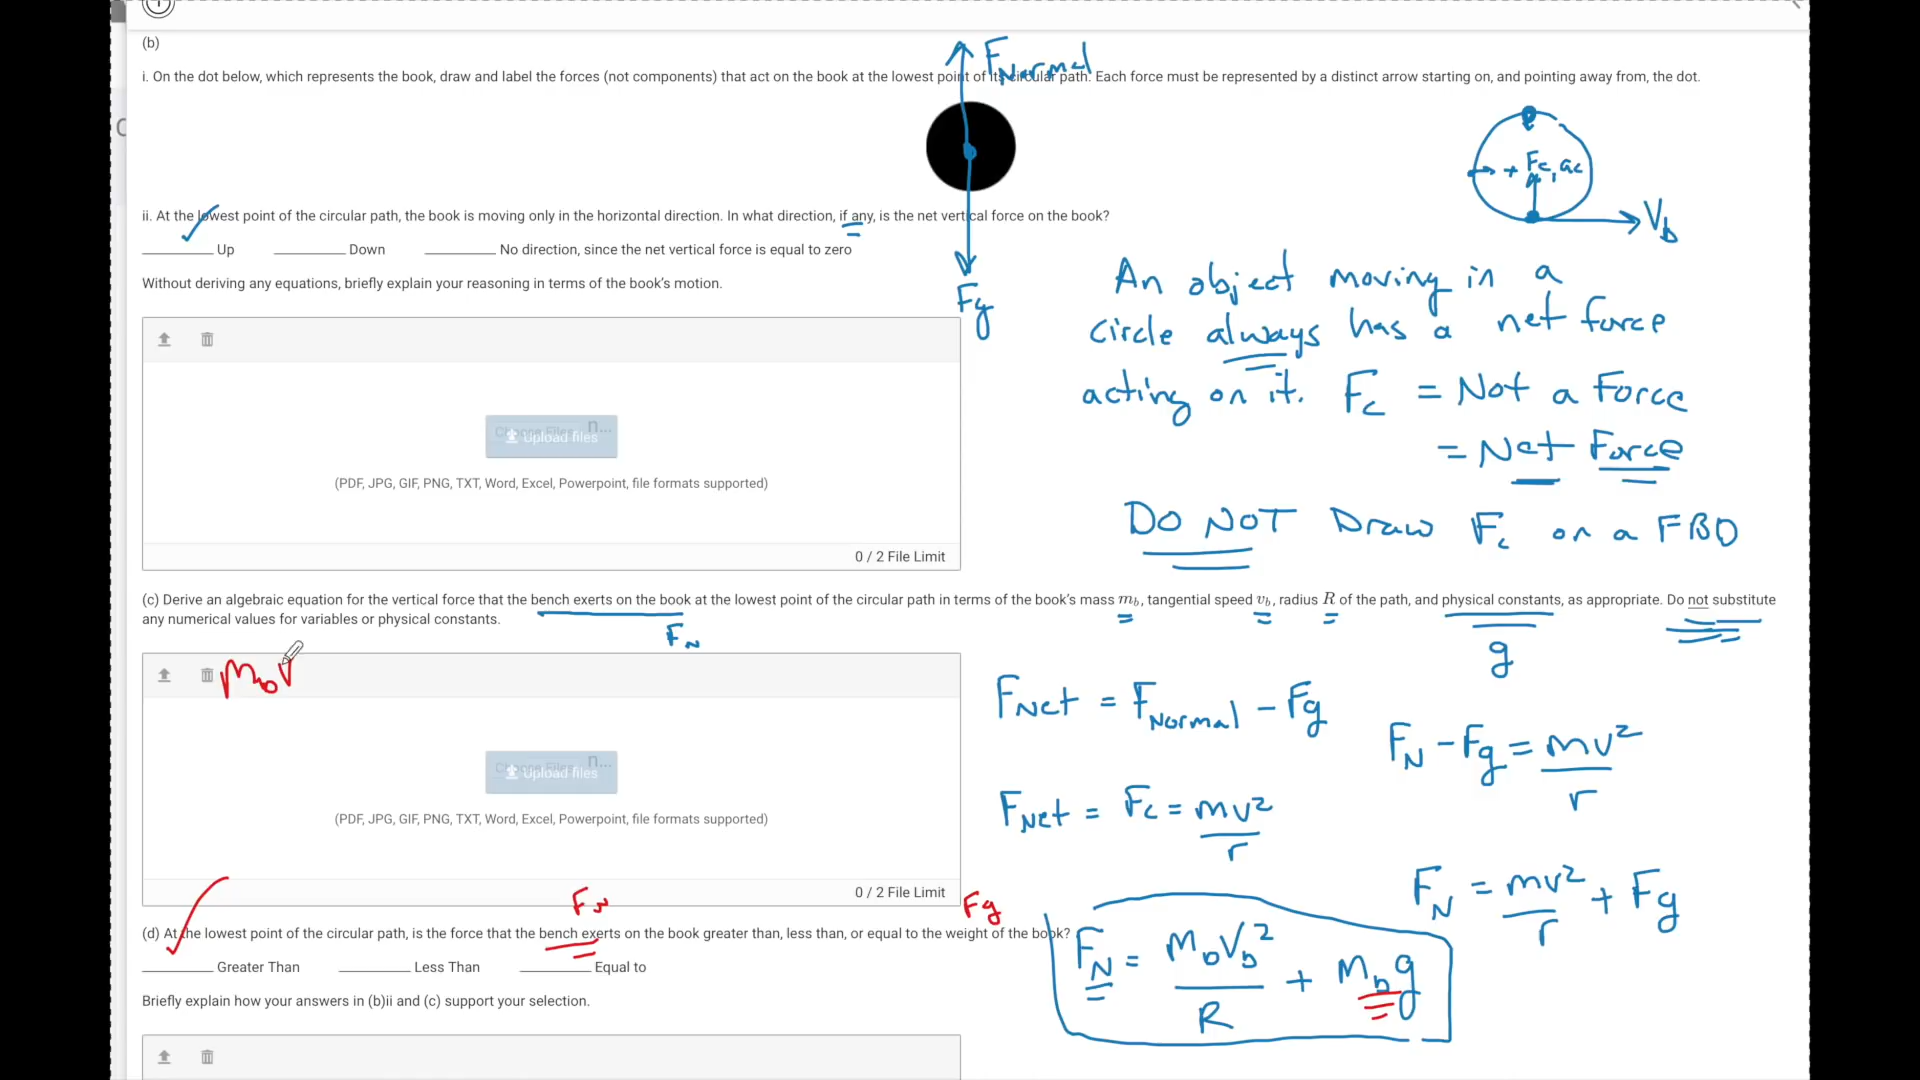 (b)
F Normal
i. On the dot below, which represents the book, draw and label the forces (not components) that act on the book at the lowest point of its circular path. Each force must be represented by a distinct arrow starting on, and pointing away from, the dot.
+ Fc, ac
Vb
ii. At the lowest point of the circular path, the book is moving only in the horizontal direction. In what direction, if any, is the net vertical force on the book?
Up Down No direction, since the net vertical force is equal to zero
Without deriving any equations, briefly explain your reasoning in terms of the book's motion.
Fg
An object moving in a
circle always has a net force
acting on it. Fc = Not a Force
= Net Force
DO NOT Draw Fc on a FBD
Upload files
(PDF, JPG, GIF, PNG, TXT, Word, Excel, Powerpoint, file formats supported)
0 / 2 File Limit
(c) Derive an algebraic equation for the vertical force that the bench exerts on the book at the lowest point of the circular path in terms of the book's mass mb, tangential speed vb, radius R of the path, and physical constants, as appropriate. Do not substitute
any numerical values for variables or physical constants.
FN
g
mbv
FNet = FNormal - Fg
FN - Fg = mv²/r
FNet = Fc = mv²/r
FN = mv²/r + Fg
FN = mbVb²/R + mbg
Upload files
(PDF, JPG, GIF, PNG, TXT, Word, Excel, Powerpoint, file formats supported)
0 / 2 File Limit
FN
Fg
(d) At the lowest point of the circular path, is the force that the bench exerts on the book greater than, less than, or equal to the weight of the book?
Greater Than Less Than Equal to
Briefly explain how your answers in (b)ii and (c) support your selection.